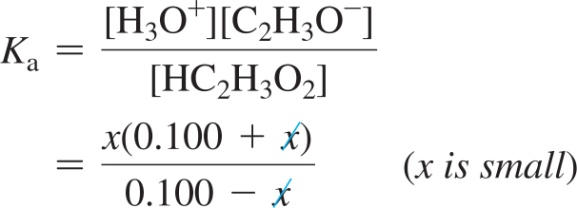 Kₐ = [H₃O⁺][C₂H₃O⁻] / [HC₂H₃O₂]
= x(0.100 + x) / 0.100 − x (x is small)